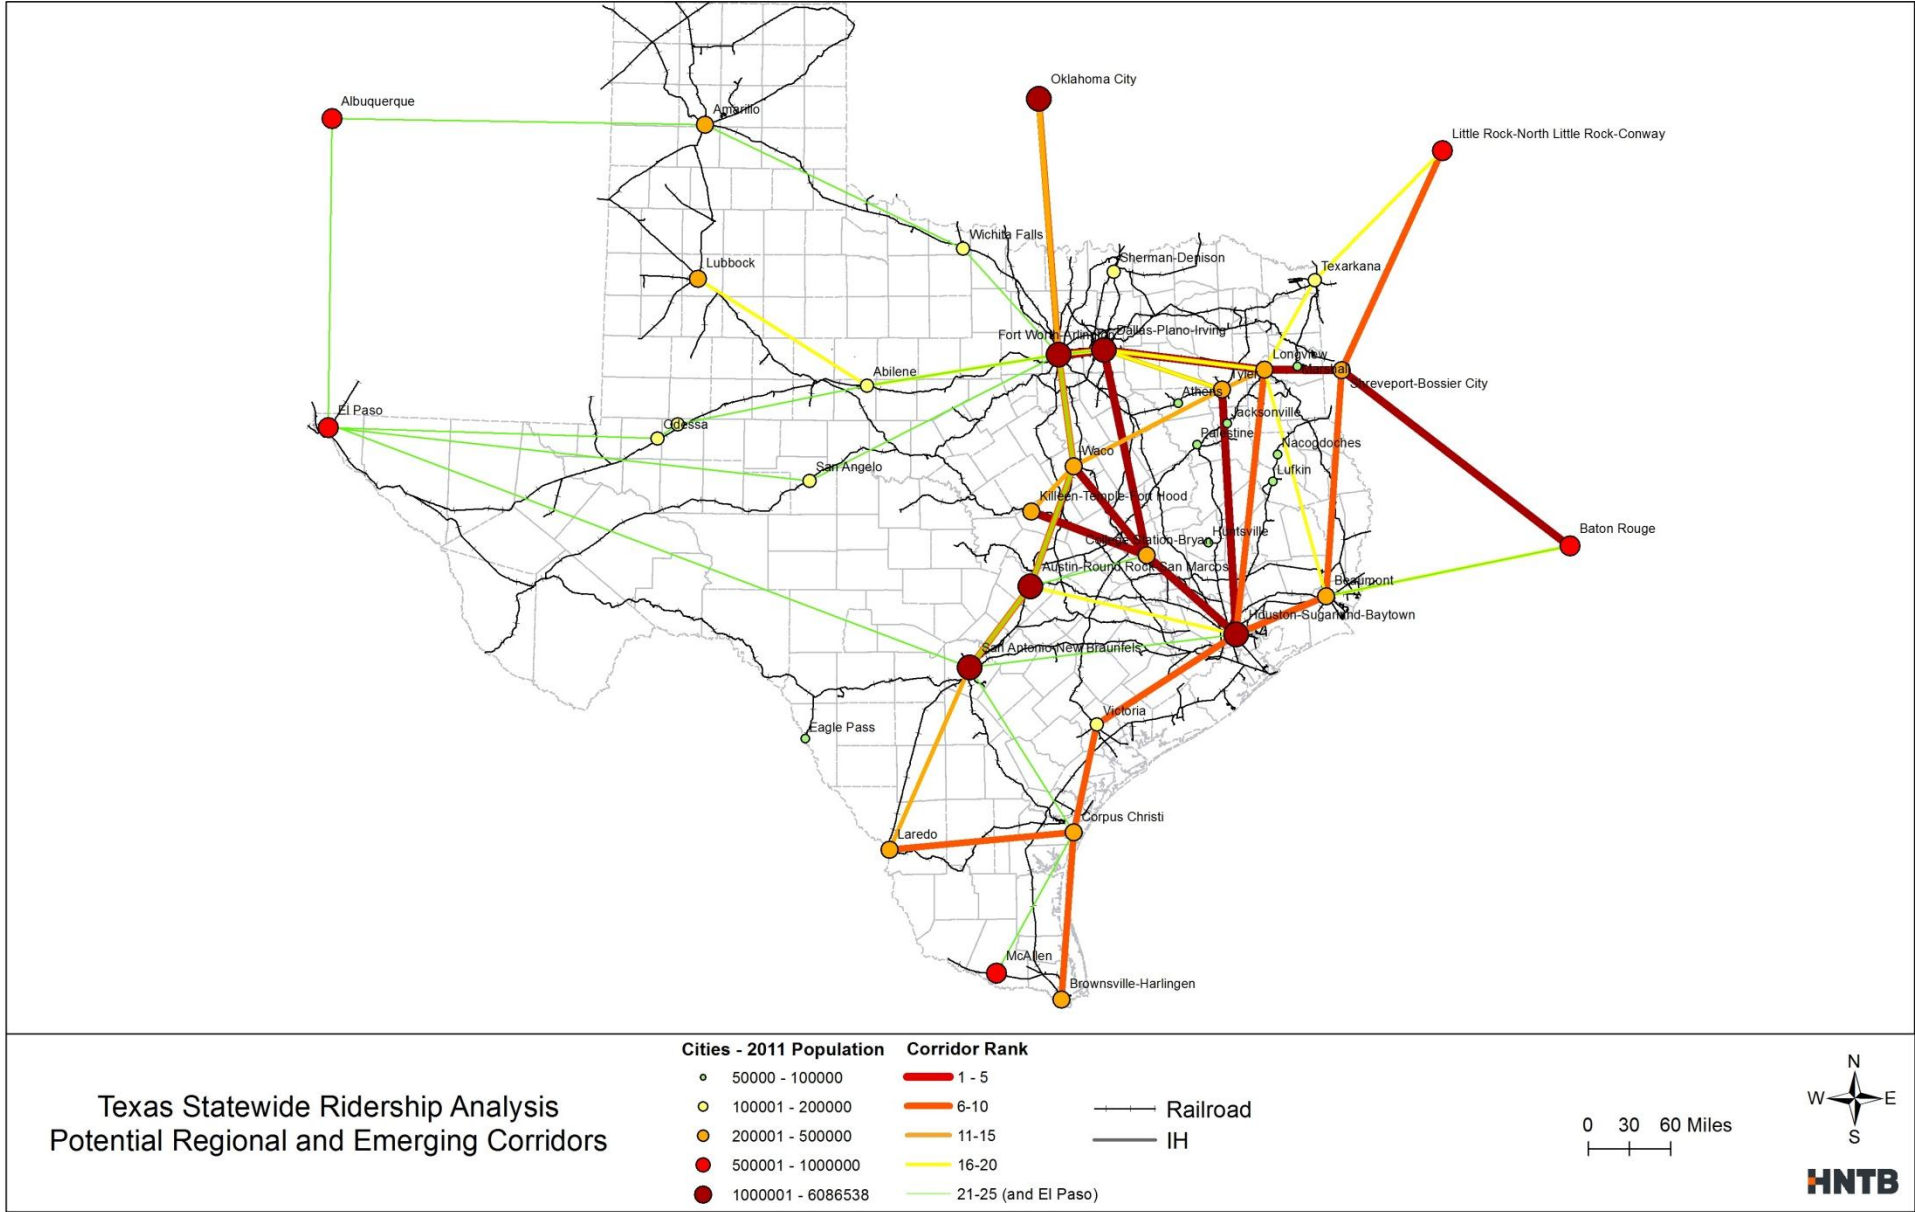 Oklahoma City
Albuquerque
Amarillo
Little Rock-North Little Rock-Conway
Wichita Falls
Sherman-Denison
Lubbock
Texarkana
Fort Worth-Arlington
Dallas-Plano-Irving
Longview
Marshall
Abilene
Tyler
Shreveport-Bossier City
Athens
El Paso
Jacksonville
Odessa
Palestine
Nacogdoches
Waco
San Angelo
Lufkin
Killeen-Temple-Fort Hood
Huntsville
Baton Rouge
College Station-Bryan
Austin-Round Rock-San Marcos
Beaumont
Houston-Sugarland-Baytown
San Antonio-New Braunfels
Victoria
Eagle Pass
Corpus Christi
Laredo
McAllen
Brownsville-Harlingen
Texas Statewide Ridership Analysis
Potential Regional and Emerging Corridors
Cities - 2011 Population
50000 - 100000
100001 - 200000
200001 - 500000
500001 - 1000000
1000001 - 6086538
Corridor Rank
1 - 5
6-10
11-15
16-20
21-25 (and El Paso)
Railroad
IH
0 30 60 Miles
N
W E
S
HNTB